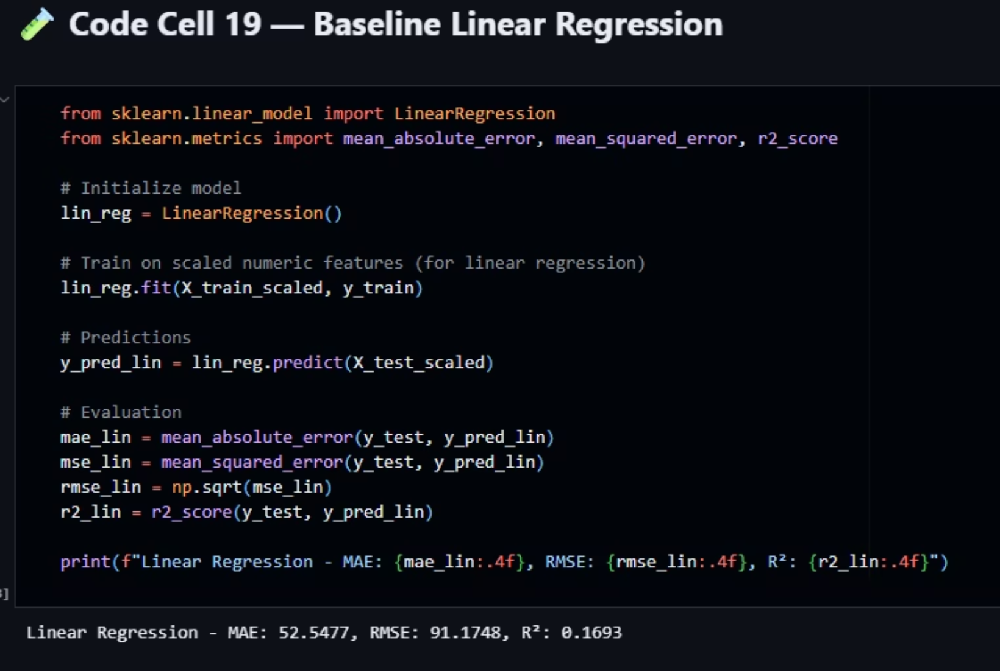 Code Cell 19 — Baseline Linear Regression
from sklearn.linear_model import LinearRegression
from sklearn.metrics import mean_absolute_error, mean_squared_error, r2_score
# Initialize model
lin_reg = LinearRegression()
# Train on scaled numeric features (for linear regression)
lin_reg.fit(X_train_scaled, y_train)
# Predictions
y_pred_lin = lin_reg.predict(X_test_scaled)
# Evaluation
mae_lin = mean_absolute_error(y_test, y_pred_lin)
mse_lin = mean_squared_error(y_test, y_pred_lin)
rmse_lin = np.sqrt(mse_lin)
r2_lin = r2_score(y_test, y_pred_lin)
print(f"Linear Regression - MAE: {mae_lin:.4f}, RMSE: {rmse_lin:.4f}, R²: {r2_lin:.4f}")
Linear Regression - MAE: 52.5477, RMSE: 91.1748, R²: 0.1693